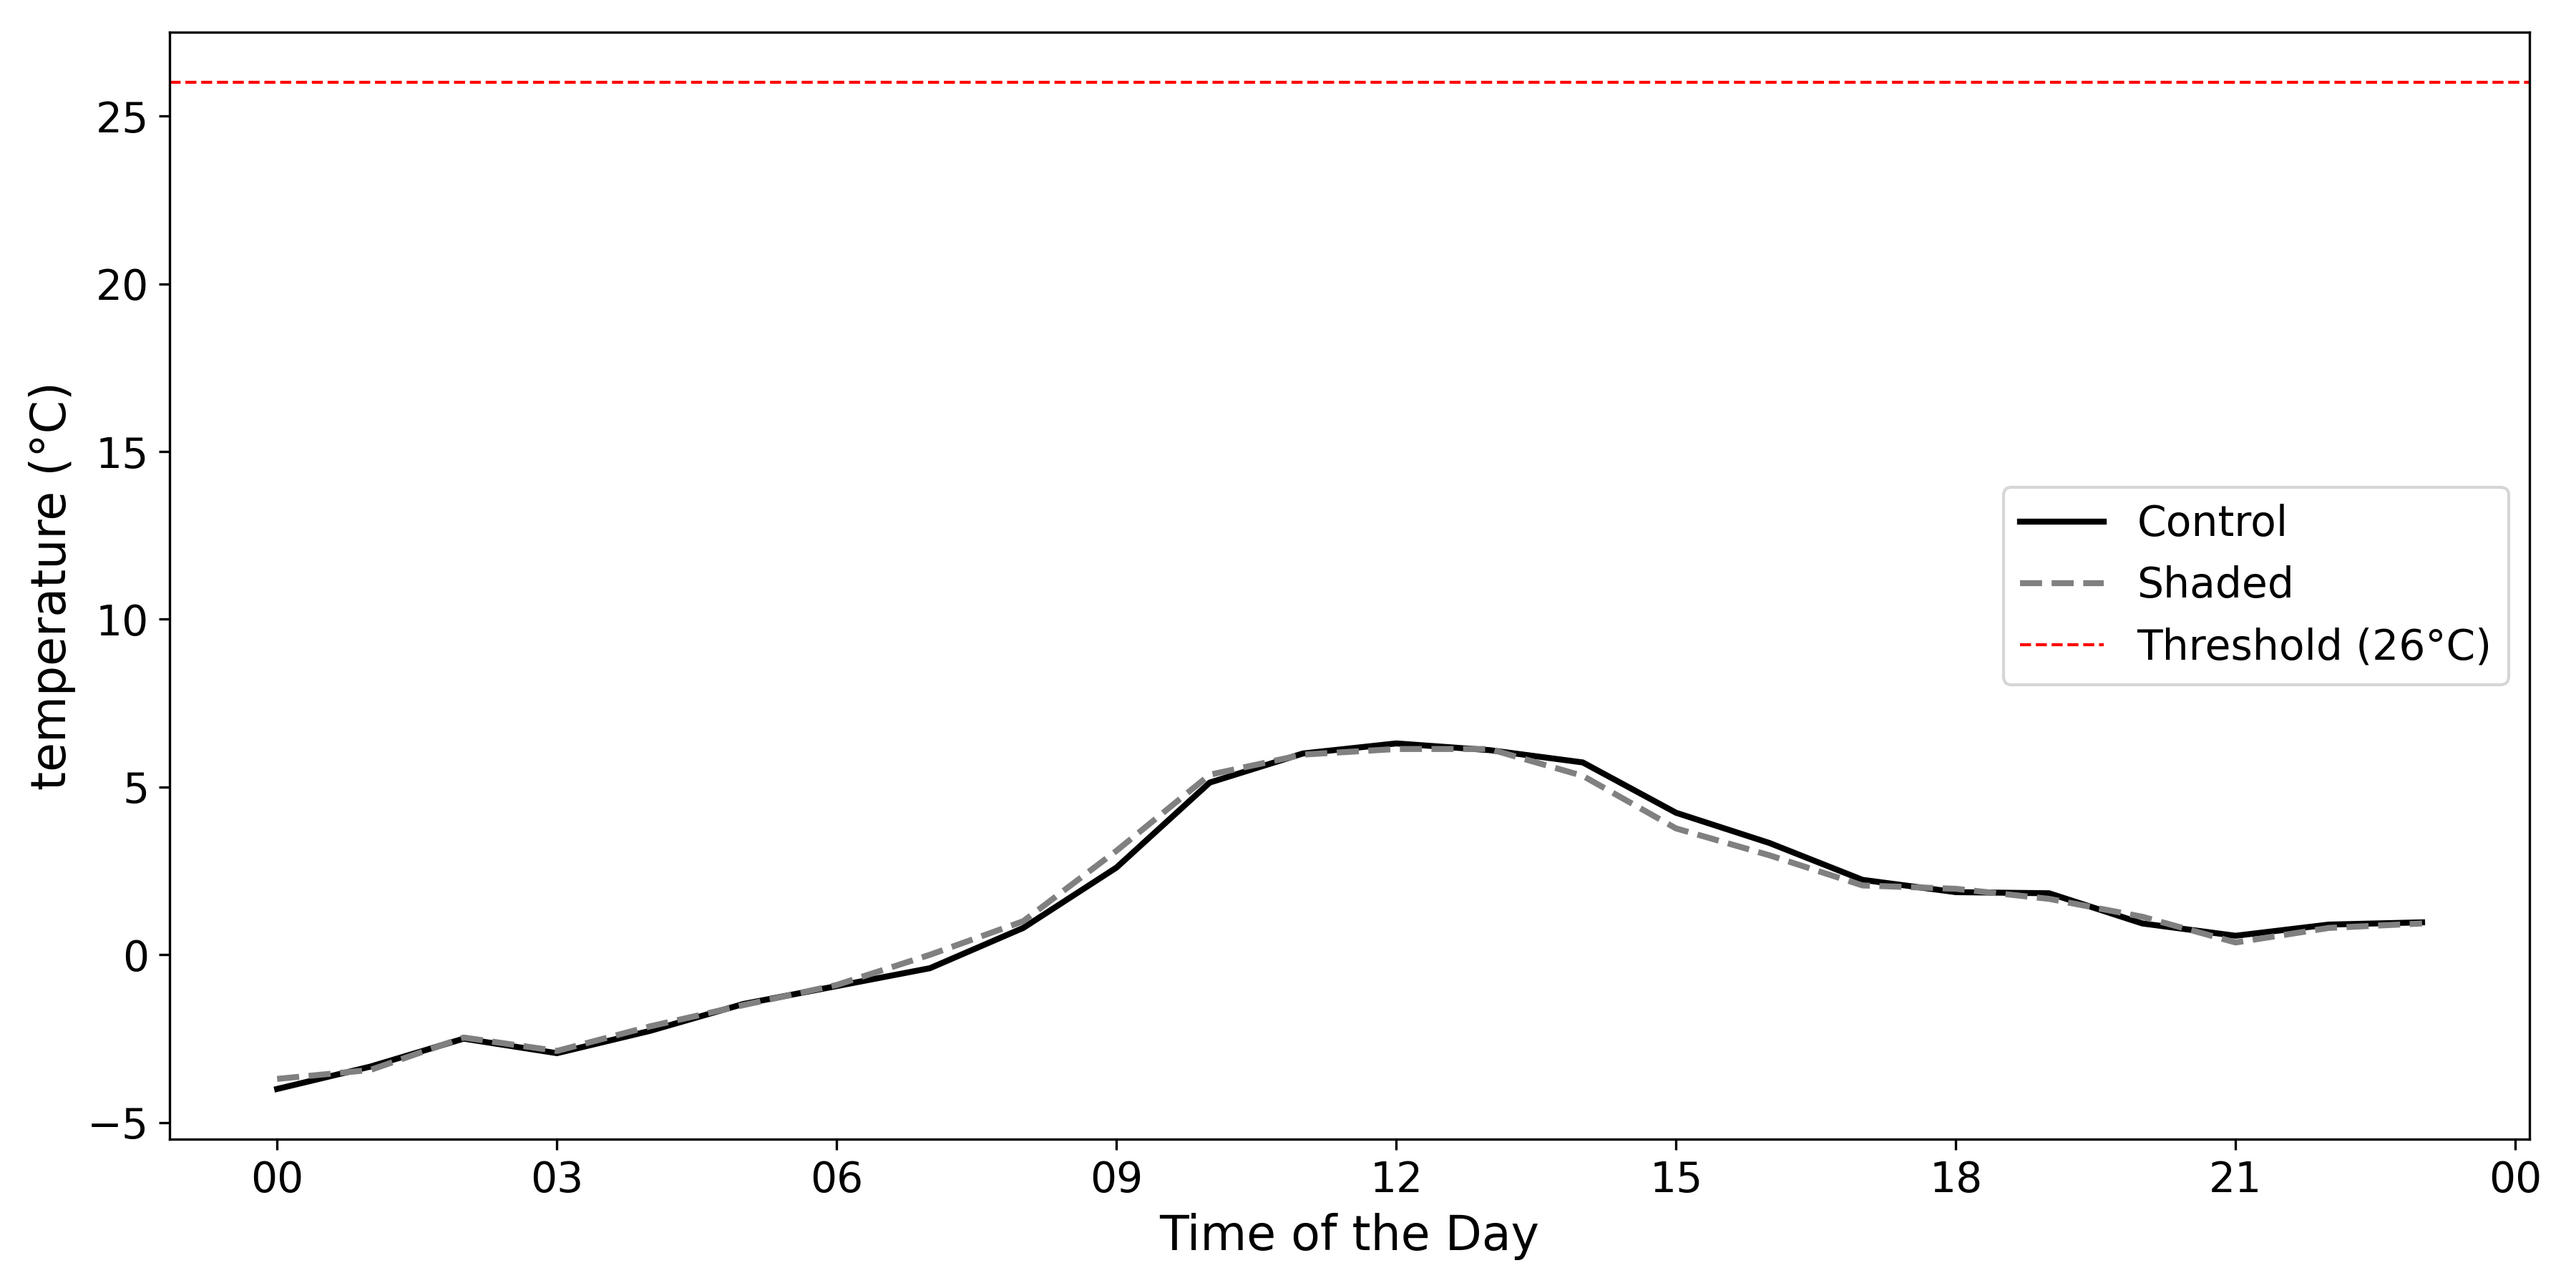 25
20
15
10
5
0
−5
temperature (°C)
Control
Shaded
Threshold (26°C)
00 03 06 09 12 15 18 21 00
Time of the Day